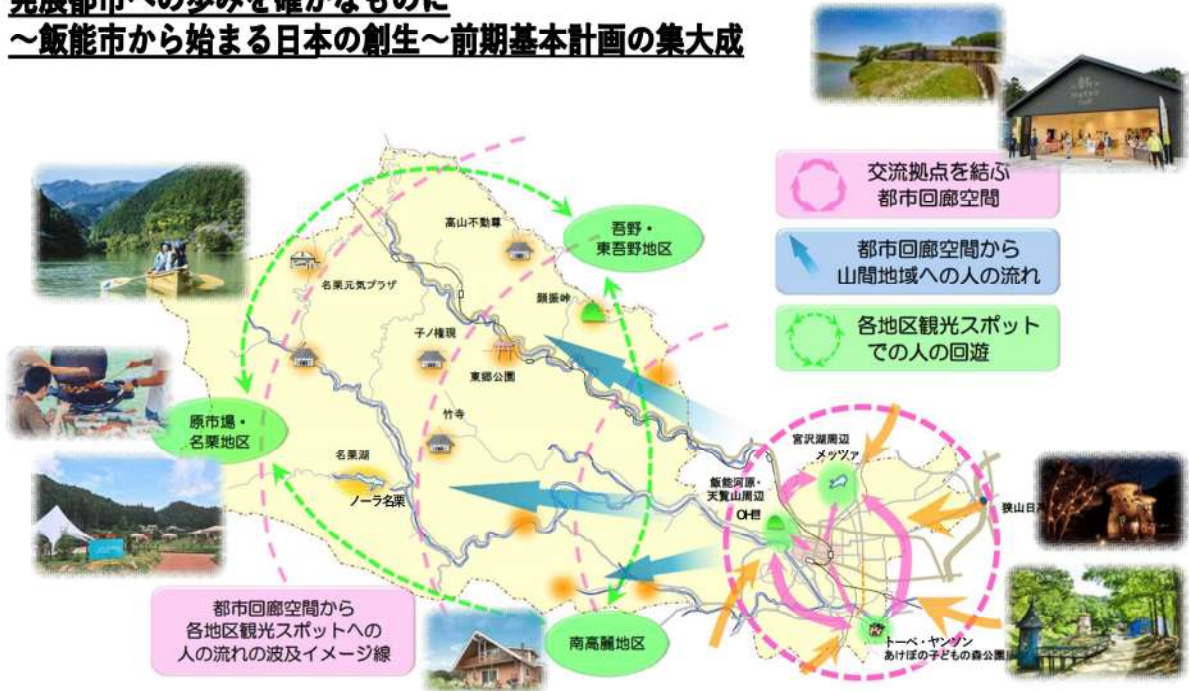 発展都市への歩みを確かなものに
～飯能市から始まる日本の創生～前期基本計画の集大成
交流拠点を結ぶ
都市回廊空間
都市回廊空間から
山間地域への人の流れ
各地区観光スポット
での人の回遊
吾野・
東吾野地区
高山不動尊
名栗元気プラザ
顔振峠
子ノ権現
東郷公園
竹寺
原市場・
名栗地区
名栗湖
ノーラ名栗
宮沢湖周辺
メッツァ
飯能河原・
天覧山周辺
OH!!!
狭山日
トーベ・ヤンソン
あけぼの子どもの森公園
南高麗地区
都市回廊空間から
各地区観光スポットへの
人の流れの波及イメージ線